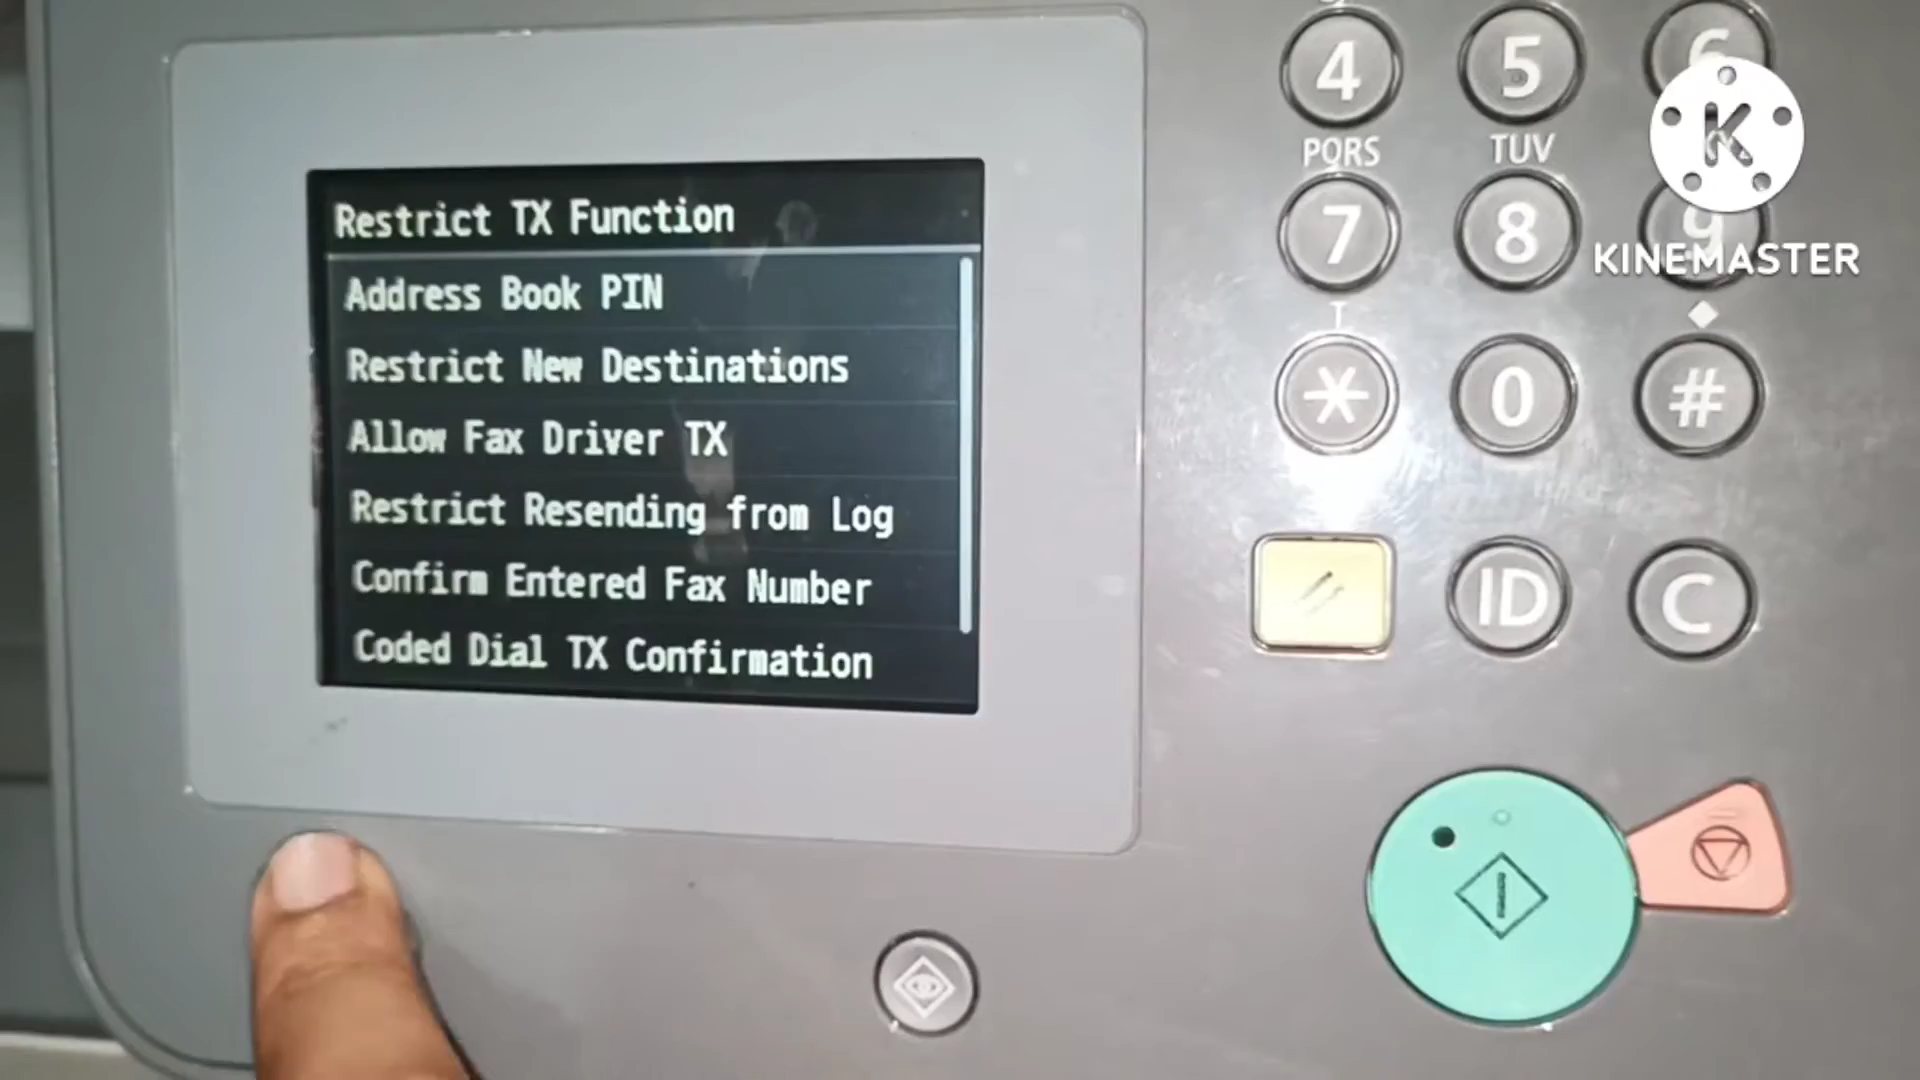 Restrict TX Function
Address Book PIN
Restrict New Destinations
Allow Fax Driver TX
Restrict Resending from Log
Confirm Entered Fax Number
Coded Dial TX Confirmation
4 5 6
PQRS TUV
7 8 9
KINEMASTER
T
* 0 #
ID C